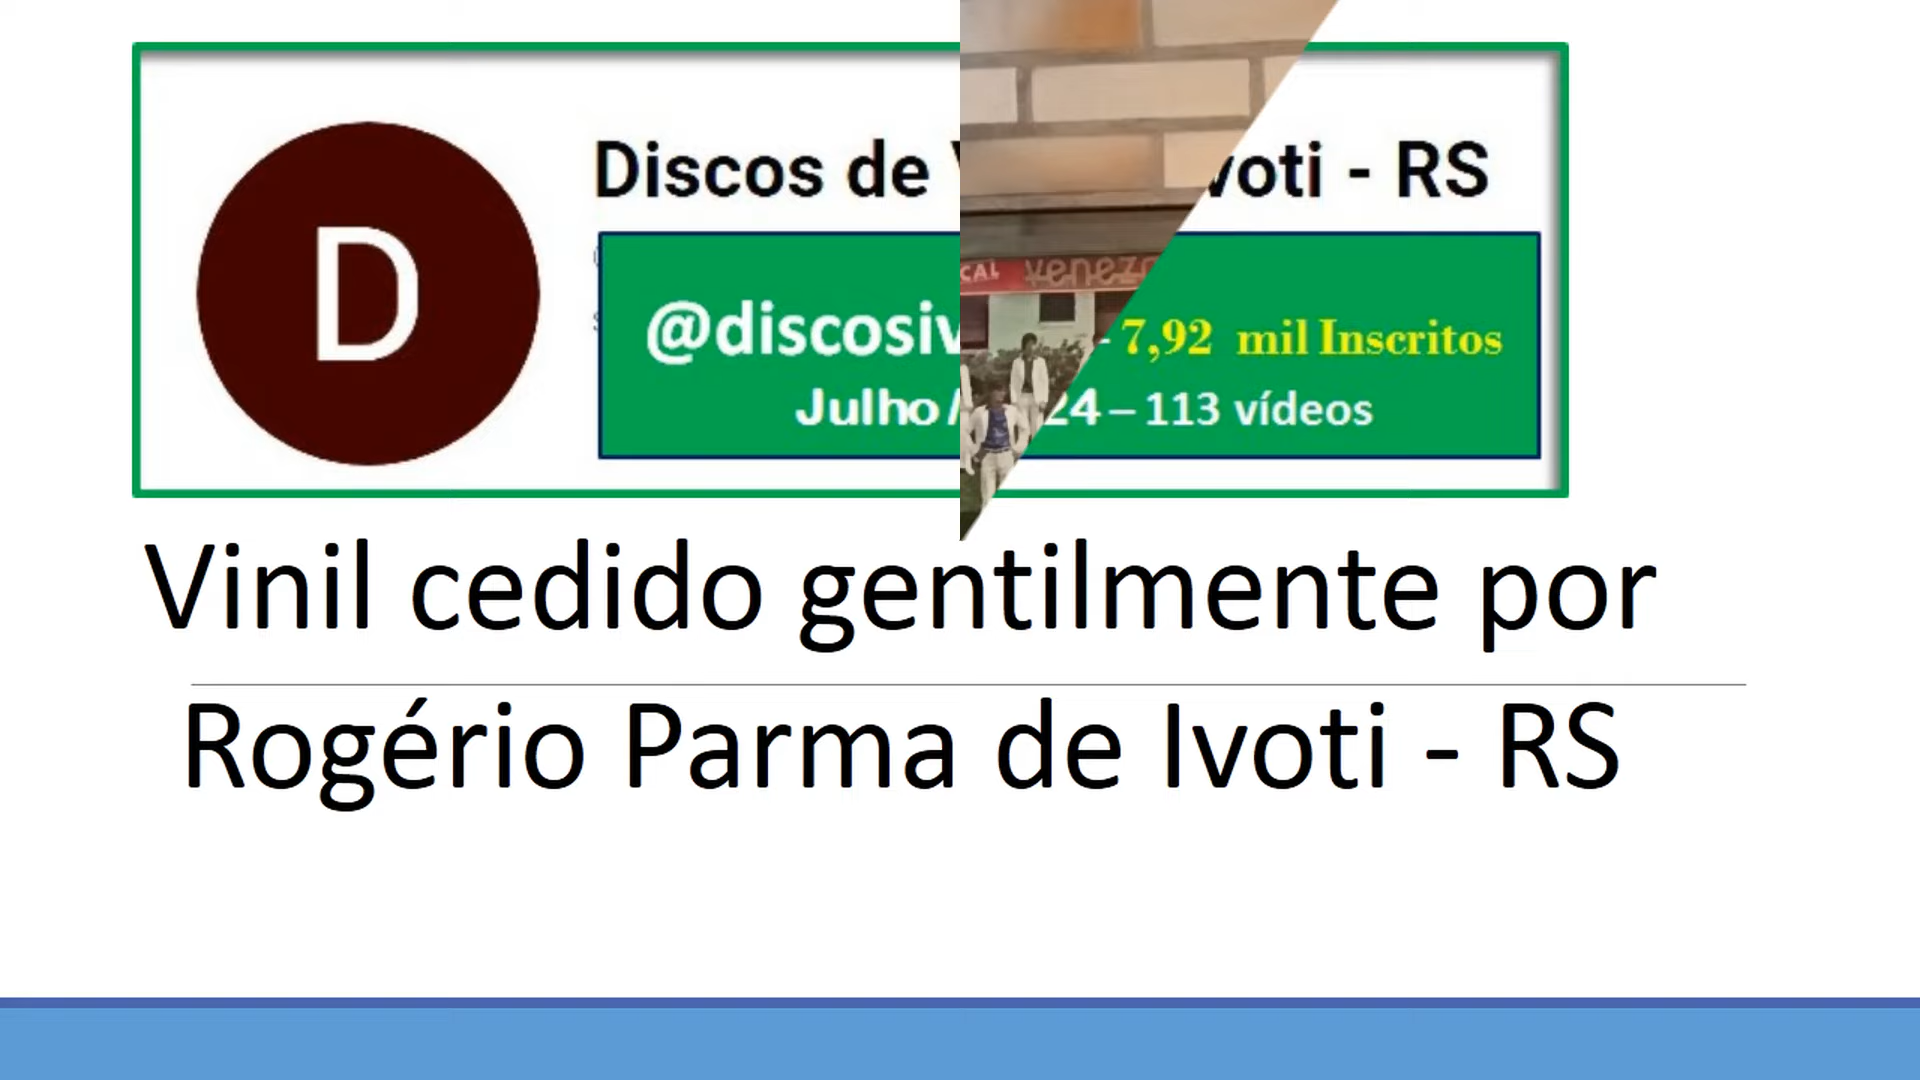 Discos de voti - RS
D
@discosiv - 7,92 mil Inscritos
Julho / 24 – 113 vídeos
CAL venez
Vinil cedido gentilmente por
Rogério Parma de Ivoti - RS